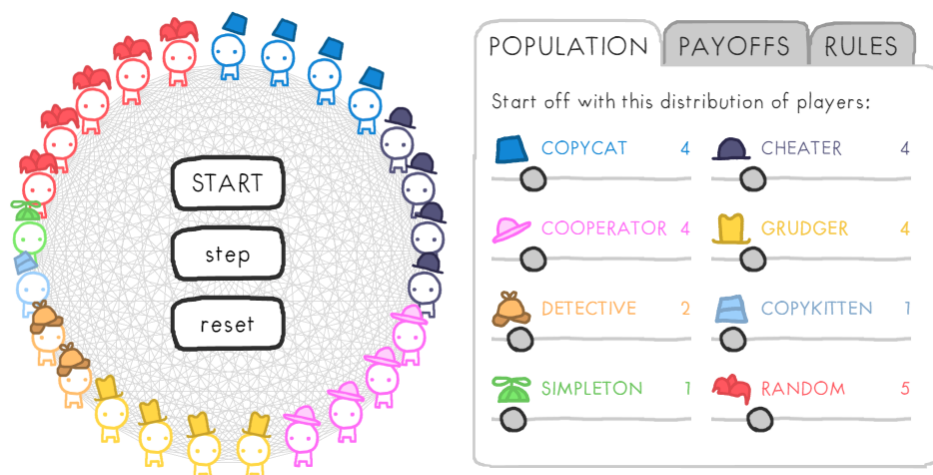 START
step
reset
POPULATION PAYOFFS RULES
Start off with this distribution of players:
COPYCAT 4 CHEATER 4
COOPERATOR 4 GRUDGER 4
DETECTIVE 2 COPYKITTEN 1
SIMPLETON 1 RANDOM 5